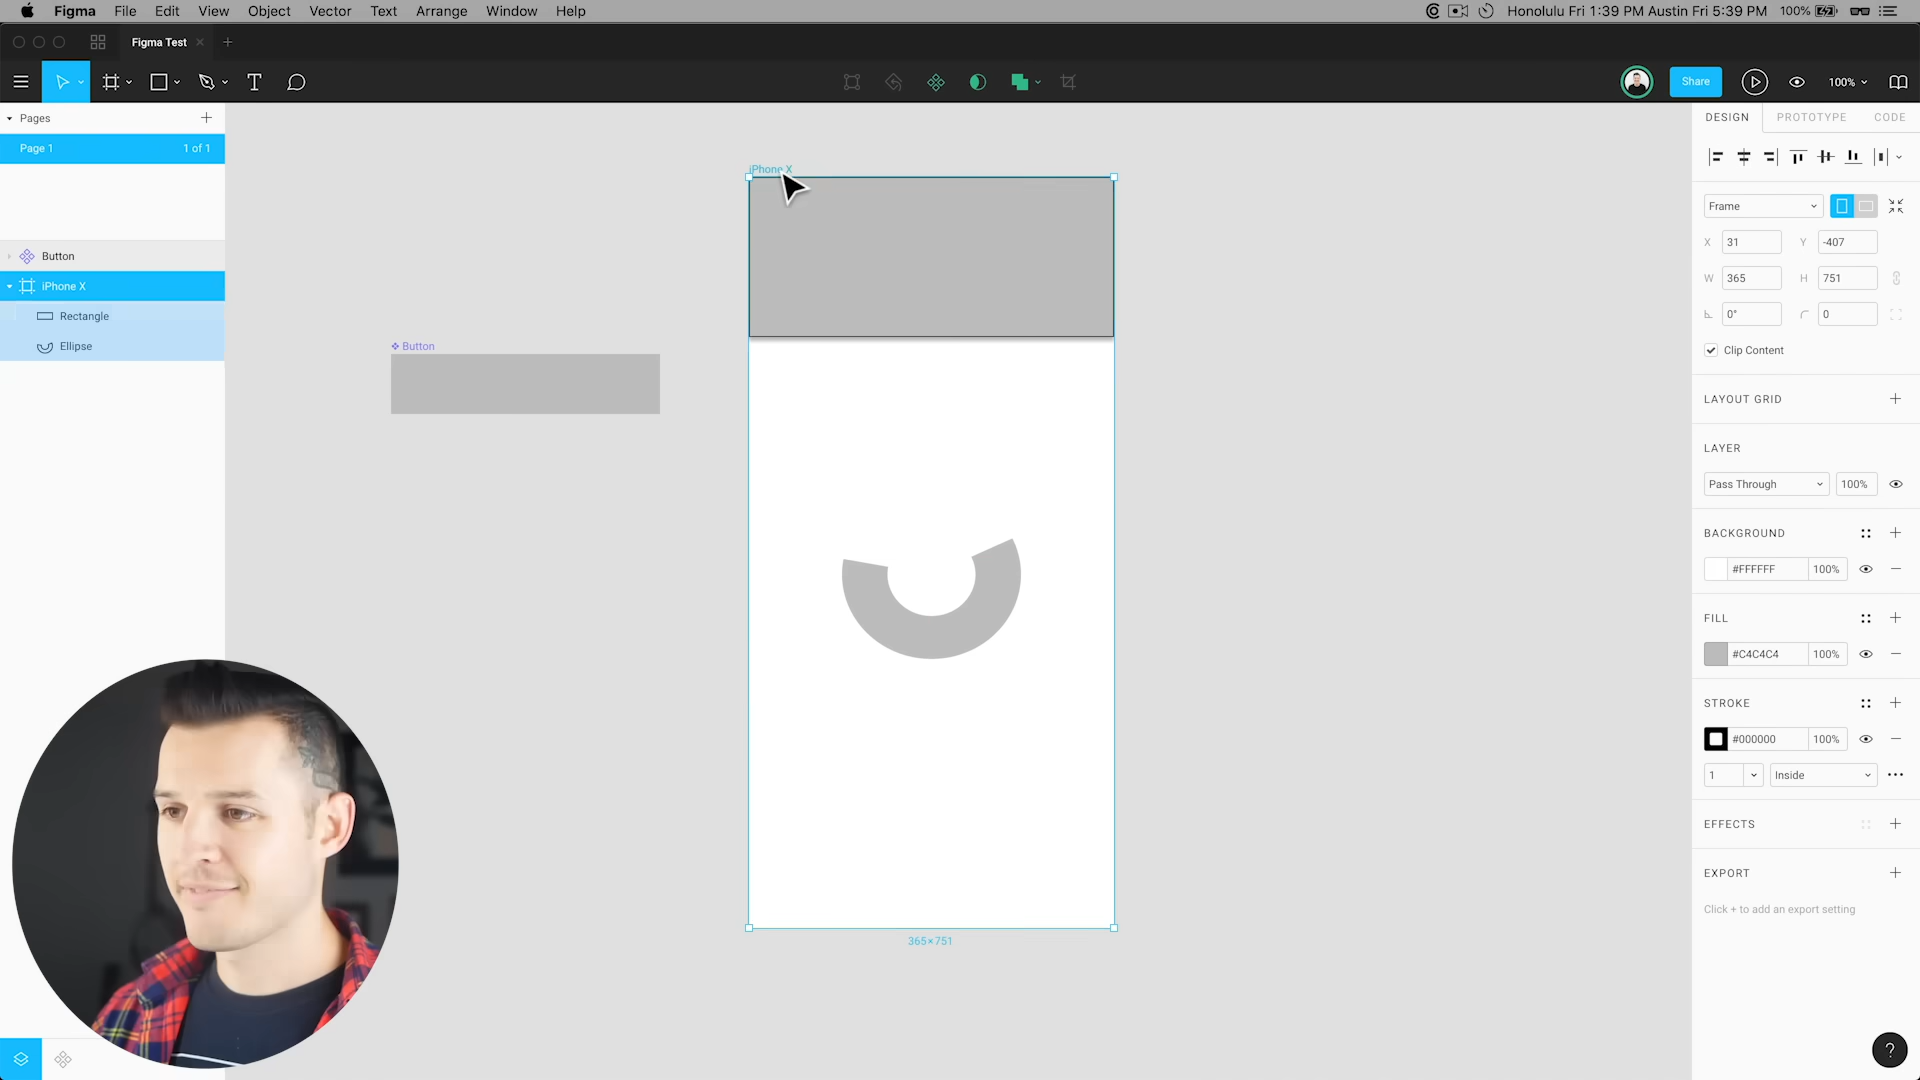 Figma File Edit View Object Vector Text Arrange Window Help
Honolulu Fri 1:39 PM Austin Fri 5:39 PM 100%
Figma Test
Share
100%
Pages
Page 1 1 of 1
Button
iPhone X
Rectangle
Ellipse
iPhone X
Button
365×751
DESIGN PROTOTYPE CODE
Frame
X 31 Y -407
W 365 H 751
0° 0
Clip Content
LAYOUT GRID
LAYER
Pass Through 100%
BACKGROUND
#FFFFFF 100%
FILL
#C4C4C4 100%
STROKE
#000000 100%
1 Inside
EFFECTS
EXPORT
Click + to add an export setting
?